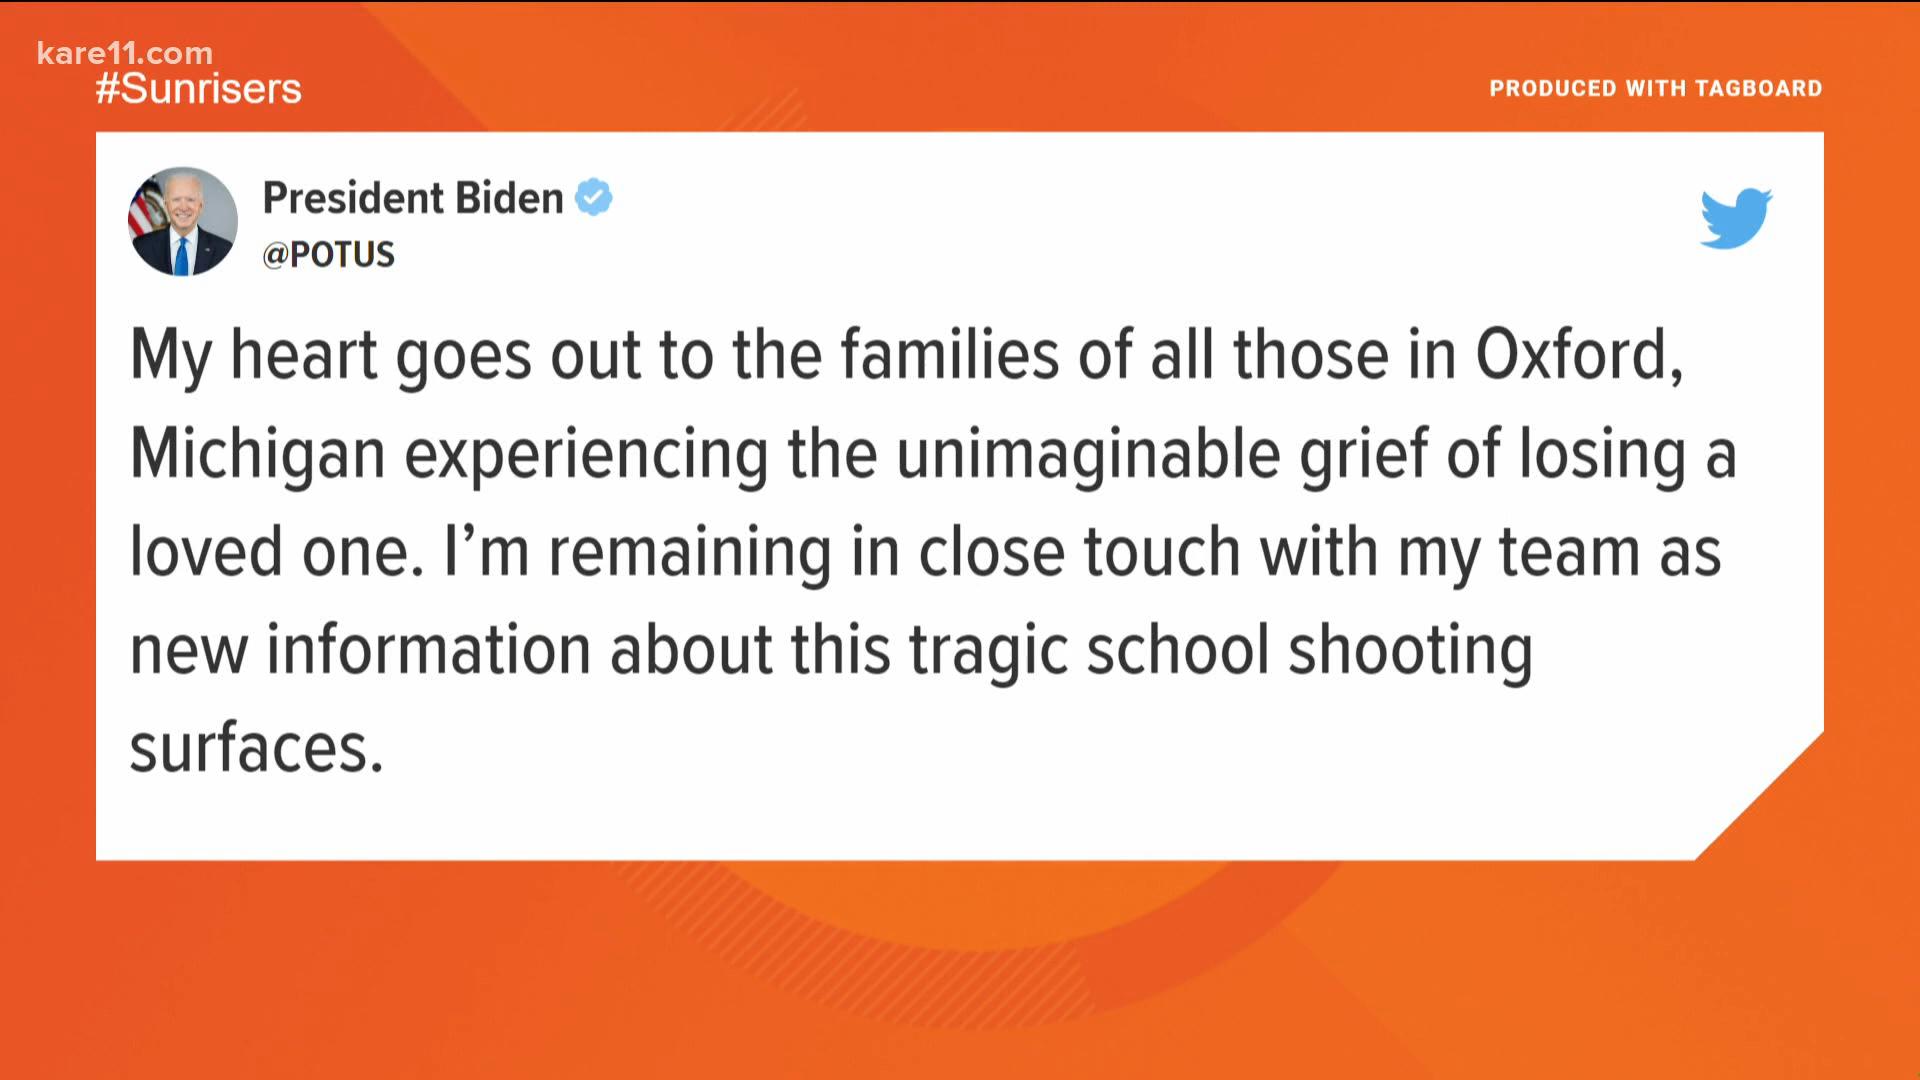 kare11.com
#Sunrisers
PRODUCED WITH TAGBOARD
President Biden
@POTUS
My heart goes out to the families of all those in Oxford,
Michigan experiencing the unimaginable grief of losing a
loved one. I’m remaining in close touch with my team as
new information about this tragic school shooting
surfaces.